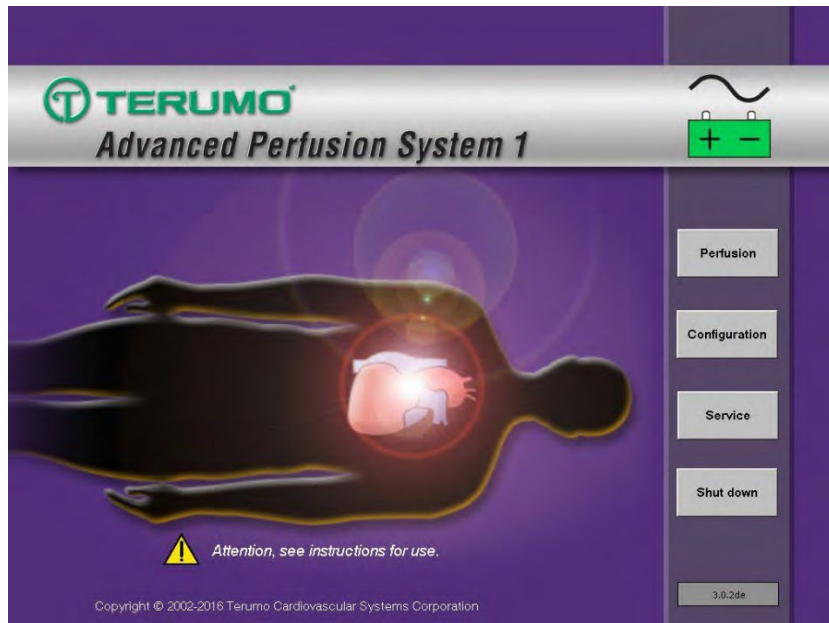 TERUMO
Advanced Perfusion System 1
+ −
Perfusion
Configuration
Service
Shut down
Attention, see instructions for use.
3.0.2de
Copyright © 2002-2016 Terumo Cardiovascular Systems Corporation